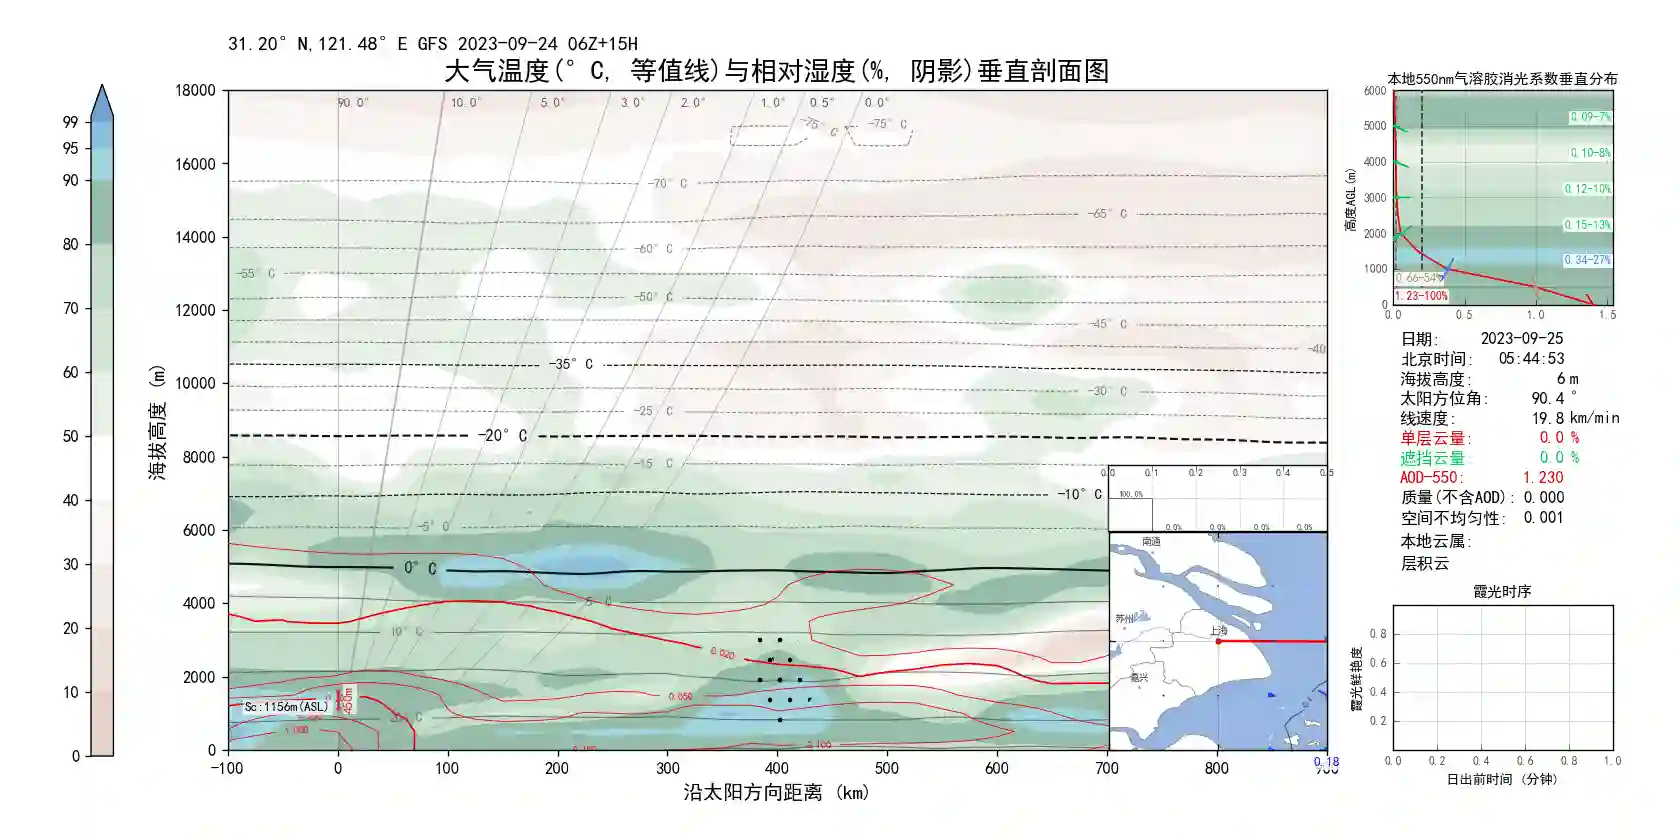 31.20°N,121.48°E GFS 2023-09-24 06Z+15H
大气温度(°C, 等值线)与相对湿度(%, 阴影)垂直剖面图
99
95
90
80
70
60
50
40
30
20
10
0
海拔高度 (m)
18000
16000
14000
12000
10000
8000
6000
4000
2000
0
90.0° 10.0° 5.0° 3.0° 2.0° 1.0° 0.5° 0.0°
-75°C -75°C
-70°C
-65°C
-60°C
-55°C
-50°C
-45°C
-40
-35°C
-30°C
-25°C
-20°C
-15°C
-10°C
-5°C
0°C
5°C
10°C
0.020
0.050
Sc:1156m(ASL)
450m
1.000
0.100
0.100
-100 0 100 200 300 400 500 600 700 800
沿太阳方向距离 (km)
0.18
0.0 0.1 0.2 0.3 0.4 0.5
100.0%
0.0% 0.0% 0.0% 0.0%
南通
苏州
上海
嘉兴
本地550nm气溶胶消光系数垂直分布
高度AGL(m)
6000
5000
4000
3000
2000
1000
0
0.09-7%
0.10-8%
0.12-10%
0.15-13%
0.34-27%
0.66-54%
1.23-100%
0.0 0.5 1.0 1.5
日期: 2023-09-25
北京时间: 05:44:53
海拔高度: 6 m
太阳方位角: 90.4 °
线速度: 19.8 km/min
单层云量: 0.0 %
遮挡云量: 0.0 %
AOD-550: 1.230
质量(不含AOD): 0.000
空间不均匀性: 0.001
本地云属:
层积云
霞光时序
霞光鲜艳度
0.8
0.6
0.4
0.2
0.0 0.2 0.4 0.6 0.8 1.0
日出前时间 (分钟)